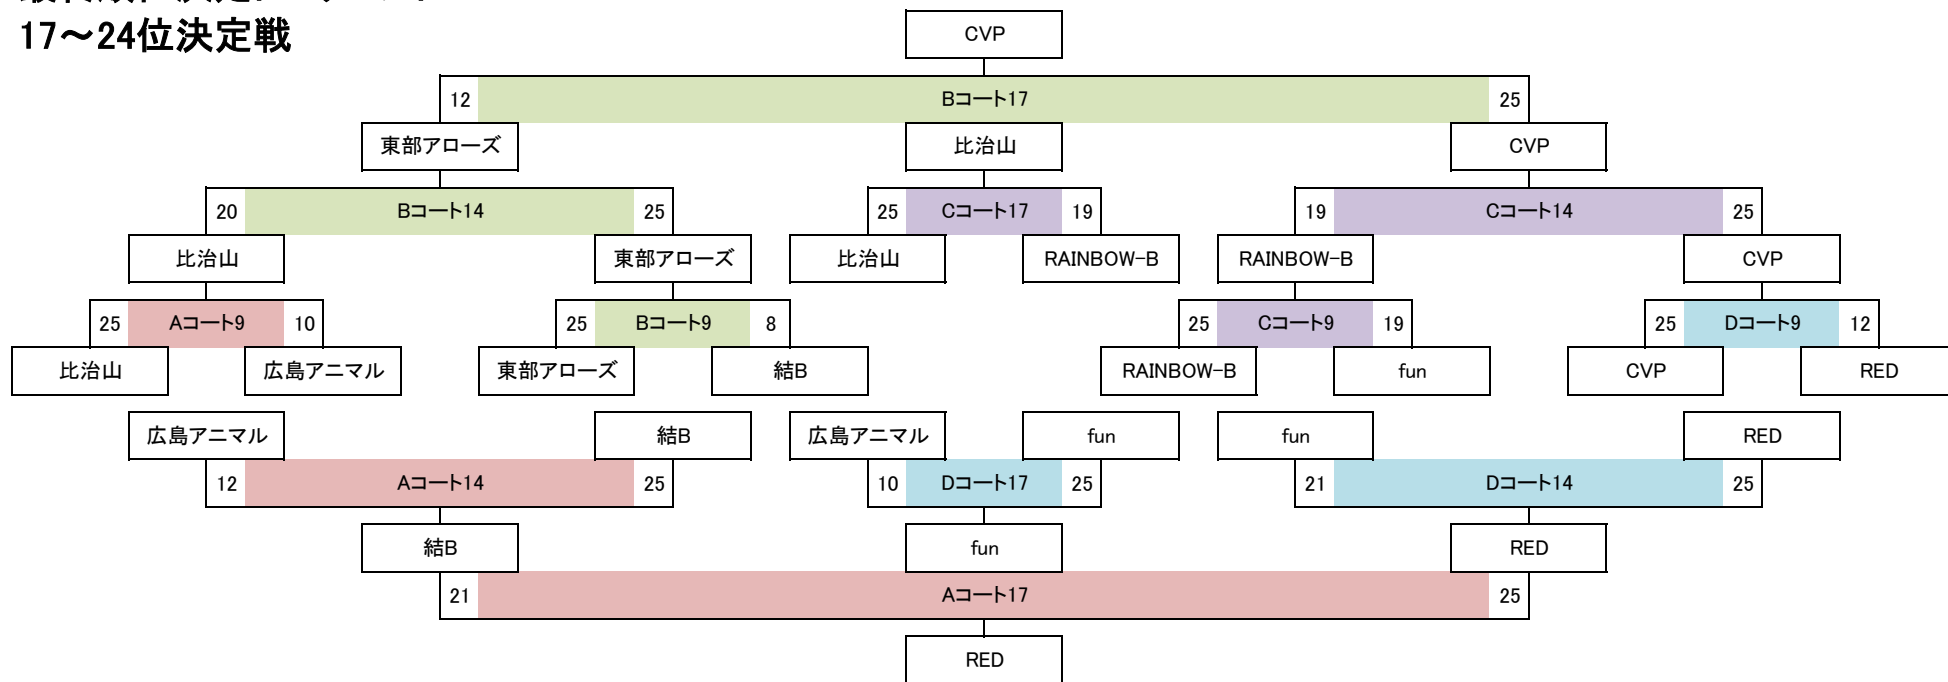 17～24位決定戦
CVP
12 Bコート17 25
東部アローズ 比治山 CVP
20 Bコート14 25 25 Cコート17 19 19 Cコート14 25
比治山 東部アローズ 比治山 RAINBOW-B RAINBOW-B CVP
25 Aコート9 10 25 Bコート9 8 25 Cコート9 19 25 Dコート9 12
比治山 広島アニマル 東部アローズ 結B RAINBOW-B fun CVP RED
広島アニマル 結B 広島アニマル fun fun RED
12 Aコート14 25 10 Dコート17 25 21 Dコート14 25
結B fun RED
21 Aコート17 25
RED